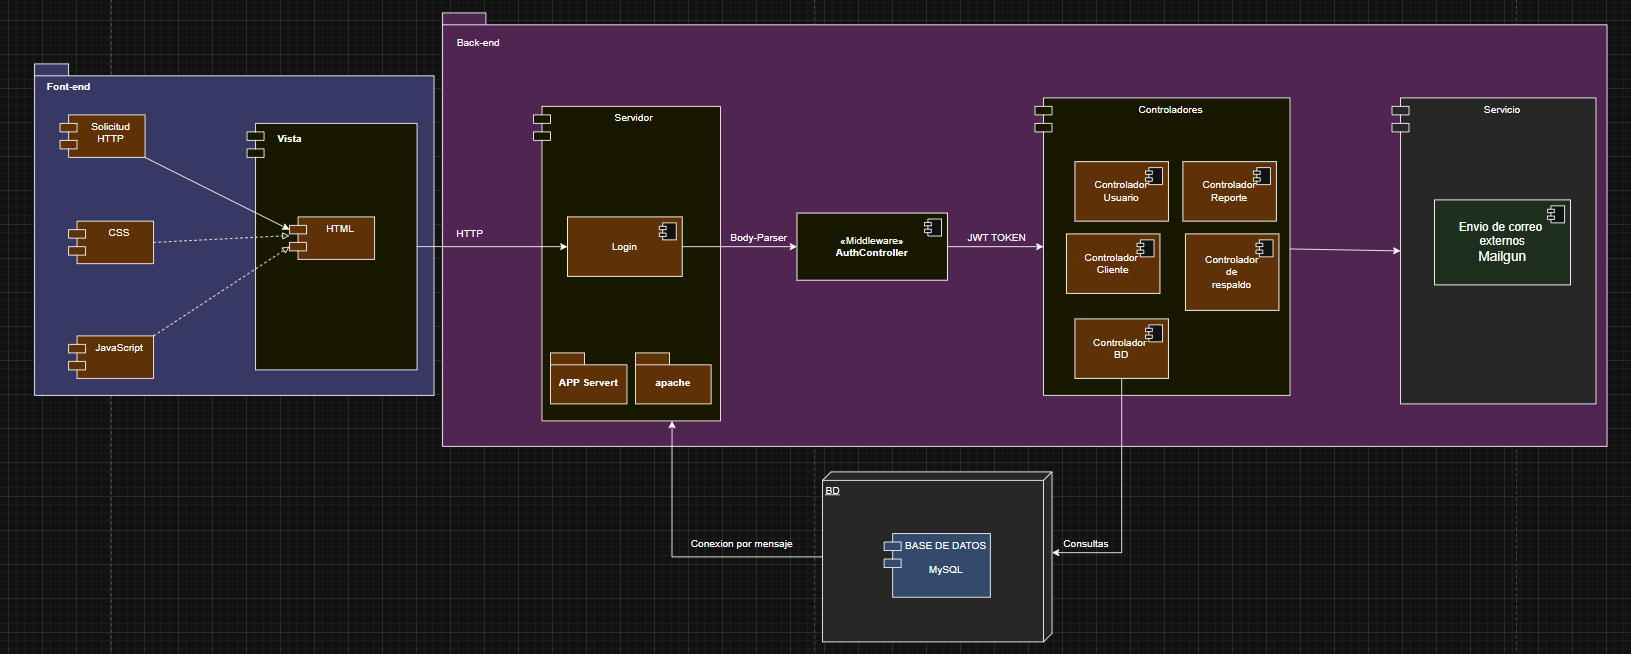 Back-end
Font-end
Solicitud
HTTP
Vista
CSS
HTML
JavaScript
HTTP
Servidor
Login
APP Servert
apache
Body-Parser
«Middleware»
AuthController
JWT TOKEN
Controladores
Controlador
Usuario
Controlador
Reporte
Controlador
Cliente
Controlador
de
respaldo
Controlador
BD
Servicio
Envio de correo
externos
Mailgun
BD
BASE DE DATOS
MySQL
Conexion por mensaje
Consultas